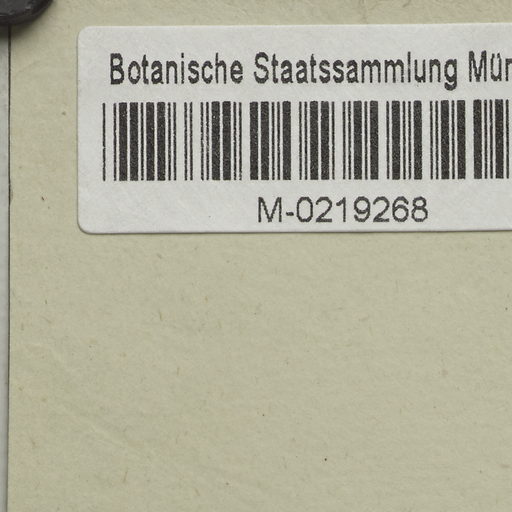 Botanische Staatssammlung Mün
M-0219268